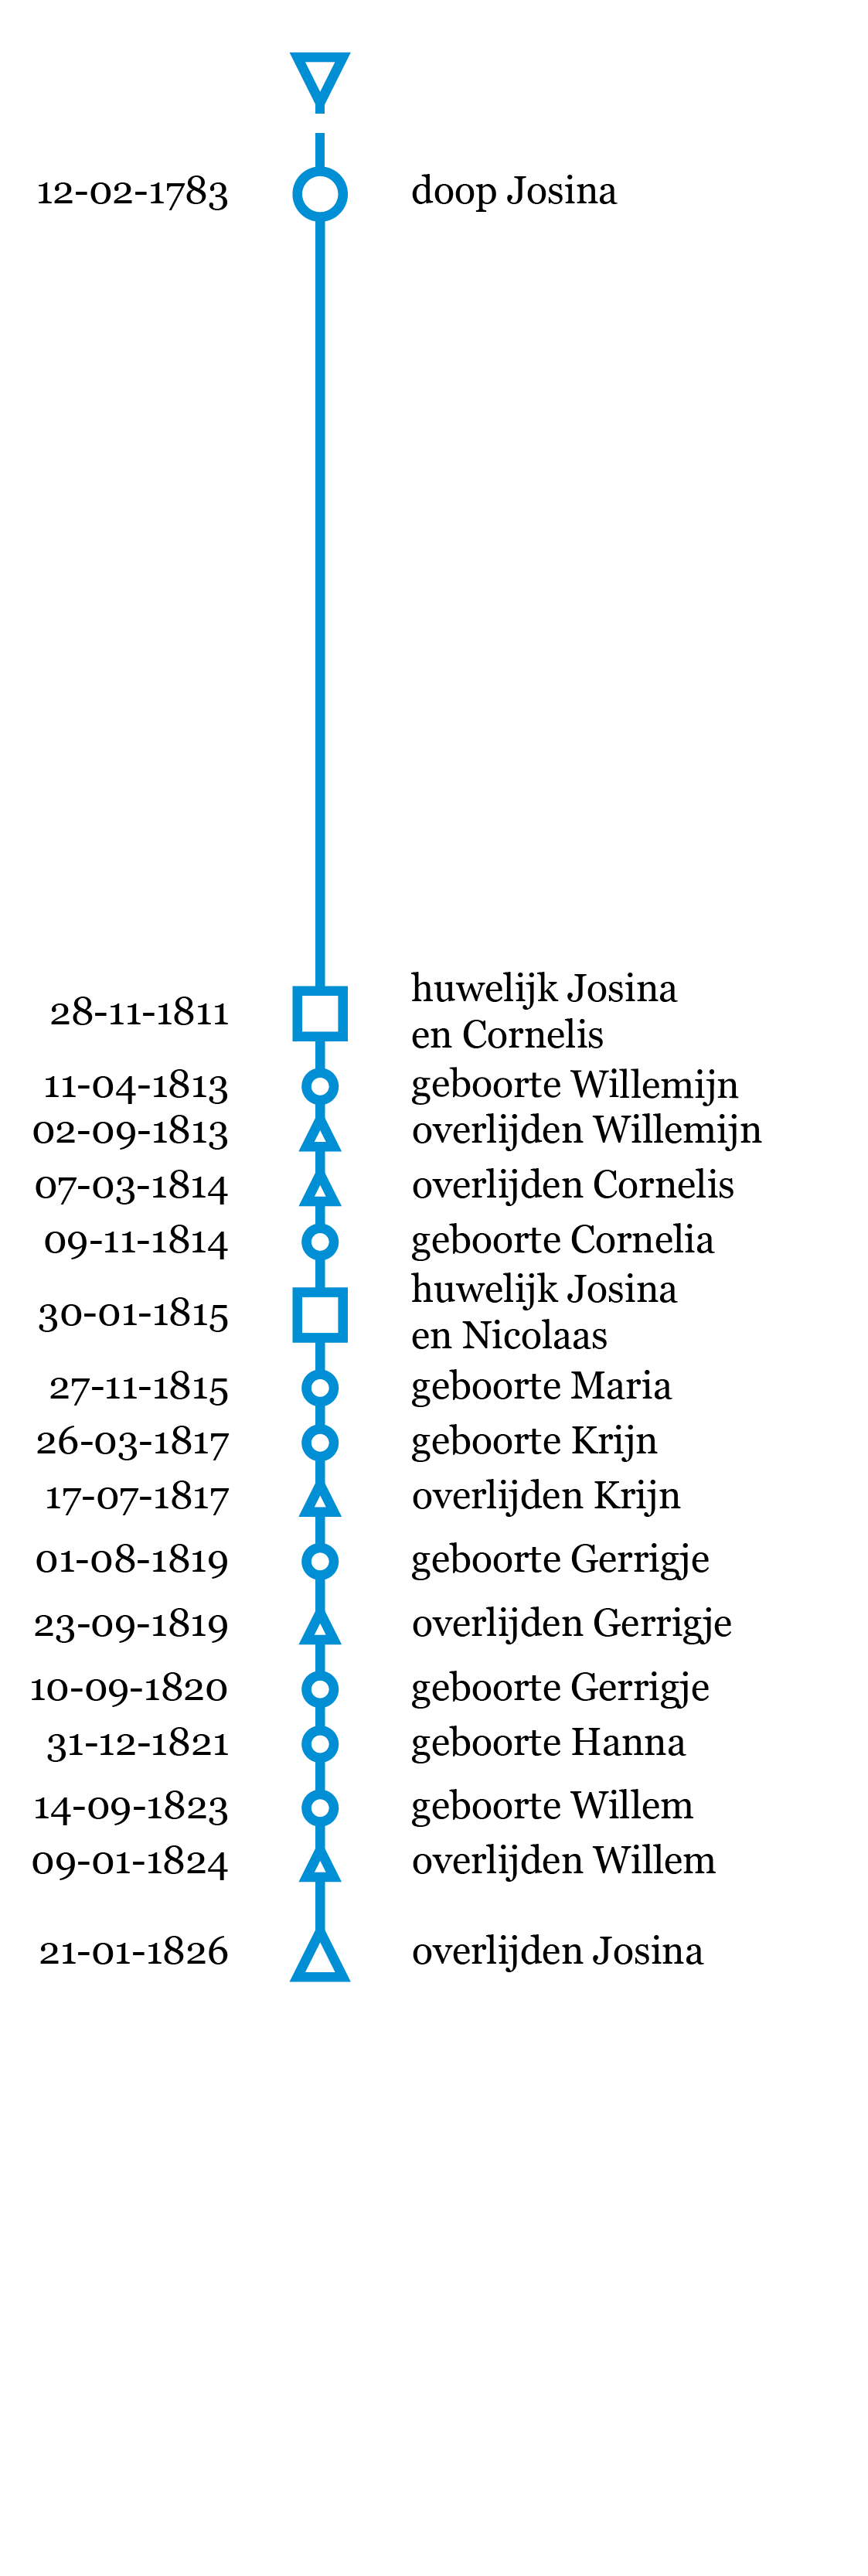 12-02-1783 doop Josina
28-11-1811 huwelijk Josina
en Cornelis
11-04-1813 geboorte Willemijn
02-09-1813 overlijden Willemijn
07-03-1814 overlijden Cornelis
09-11-1814 geboorte Cornelia
30-01-1815 huwelijk Josina
en Nicolaas
27-11-1815 geboorte Maria
26-03-1817 geboorte Krijn
17-07-1817 overlijden Krijn
01-08-1819 geboorte Gerrigje
23-09-1819 overlijden Gerrigje
10-09-1820 geboorte Gerrigje
31-12-1821 geboorte Hanna
14-09-1823 geboorte Willem
09-01-1824 overlijden Willem
21-01-1826 overlijden Josina